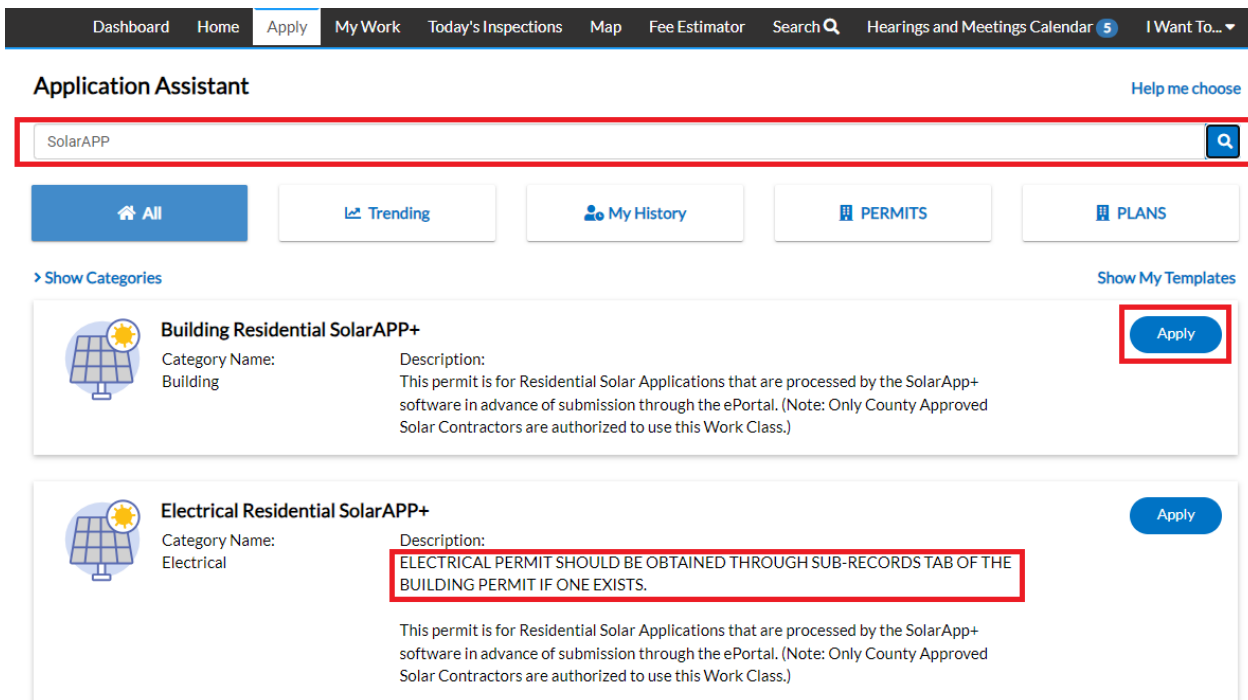 Dashboard Home Apply My Work Today's Inspections Map Fee Estimator Search Hearings and Meetings Calendar 5 I Want To...
Application Assistant
Help me choose
SolarAPP
All Trending My History PERMITS PLANS
Show Categories
Show My Templates
Building Residential SolarAPP+
Apply
Category Name:
Building
Description:
This permit is for Residential Solar Applications that are processed by the SolarApp+
software in advance of submission through the ePortal. (Note: Only County Approved
Solar Contractors are authorized to use this Work Class.)
Electrical Residential SolarAPP+
Apply
Category Name:
Electrical
Description:
ELECTRICAL PERMIT SHOULD BE OBTAINED THROUGH SUB-RECORDS TAB OF THE
BUILDING PERMIT IF ONE EXISTS.
This permit is for Residential Solar Applications that are processed by the SolarApp+
software in advance of submission through the ePortal. (Note: Only County Approved
Solar Contractors are authorized to use this Work Class.)